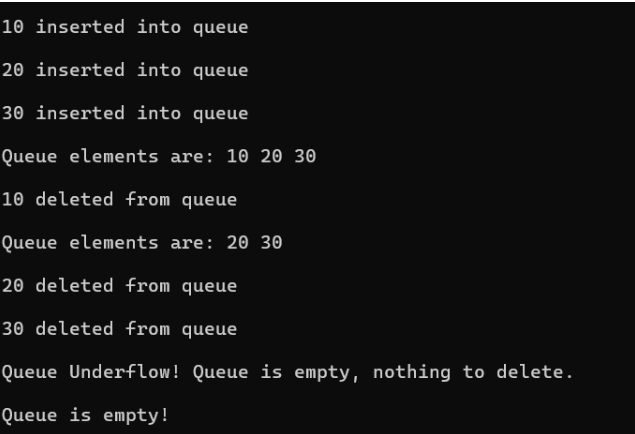 10 inserted into queue
20 inserted into queue
30 inserted into queue
Queue elements are: 10 20 30
10 deleted from queue
Queue elements are: 20 30
20 deleted from queue
30 deleted from queue
Queue Underflow! Queue is empty, nothing to delete.
Queue is empty!